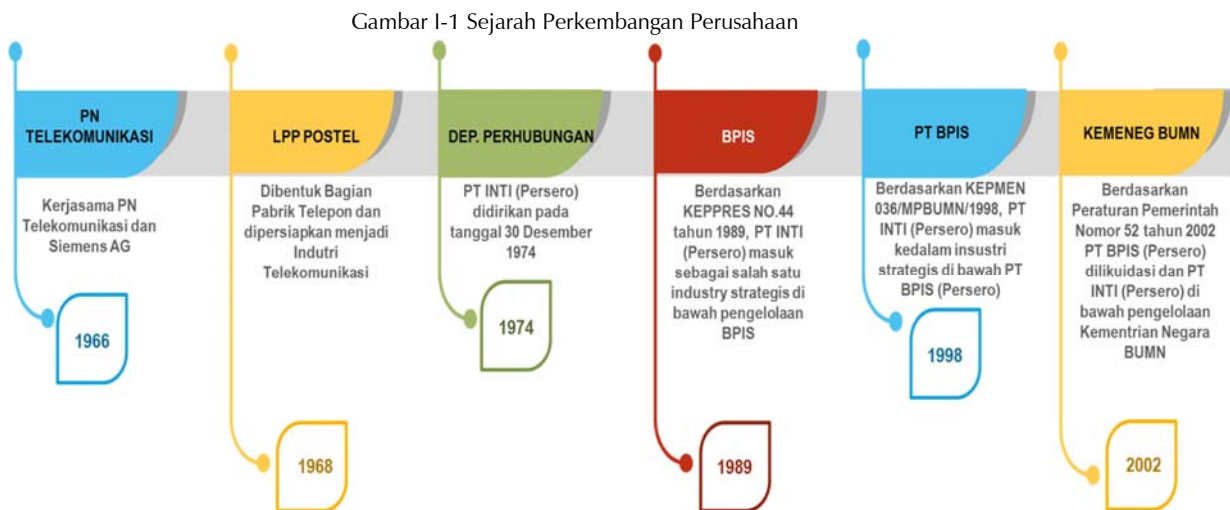 Gambar I-1 Sejarah Perkembangan Perusahaan
PN
TELEKOMUNIKASI
Kerjasama PN
Telekomunikasi dan
Siemens AG
1966
LPP POSTEL
Dibentuk Bagian
Pabrik Telepon dan
dipersiapkan menjadi
Indutri
Telekomunikasi
1968
DEP. PERHUBUNGAN
PT INTI (Persero)
didirikan pada
tanggal 30 Desember
1974
1974
BPIS
Berdasarkan
KEPPRES NO.44
tahun 1989, PT INTI
(Persero) masuk
sebagai salah satu
industry strategis di
bawah pengelolaan
BPIS
1989
PT BPIS
Berdasarkan KEPMEN
036/MPBUMN/1998, PT
INTI (Persero) masuk
kedalam insustri
strategis di bawah PT
BPIS (Persero)
1998
KEMENEG BUMN
Berdasarkan
Peraturan Pemerintah
Nomor 52 tahun 2002
PT BPIS (Persero)
dilikuidasi dan PT
INTI (Persero) di
bawah pengelolaan
Kementrian Negara
BUMN
2002